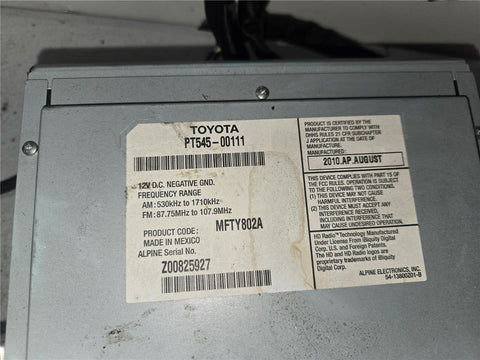 TOYOTA
PT545-00111
12V D.C. NEGATIVE GND.
FREQUENCY RANGE
AM : 530kHz to 1710kHz
FM : 87.75MHz to 107.9MHz
PRODUCT CODE: MFTY802A
MADE IN MEXICO
ALPINE Serial No.
Z00825927
PRODUCT IS CERTIFIED BY THE
MANUFACTURER TO COMPLY WITH
DHHS RULES 21 CFR SUBCHAPTER
J APPLICATION AT THE DATE OF
MANUFACTURE.
MANUFACTURED:
2010.AP.AUGUST
THIS DEVICE COMPLIES WITH PART 15 OF
THE FCC RULES. OPERATION IS SUBJECT
TO THE FOLLOWING TWO CONDITIONS.
(1) THIS DEVICE MAY NOT CAUSE
HARMFUL INTERFERENCE.
(2) THIS DEVICE MUST ACCEPT ANY
INTERFERENCE RECEIVED, INCLUDING
INTERFERENCE THAT MAY CAUSE
UNDESIRED OPERATION.
HD Radio™ Technology Manufactured
Under License From iBiquity Digital
Corp. U.S. and Foreign Patents.
The HD and HD Radio logos are
proprietary trademarks of iBiquity
Digital Corp.
ALPINE ELECTRONICS, INC.
54-13800Z01-B